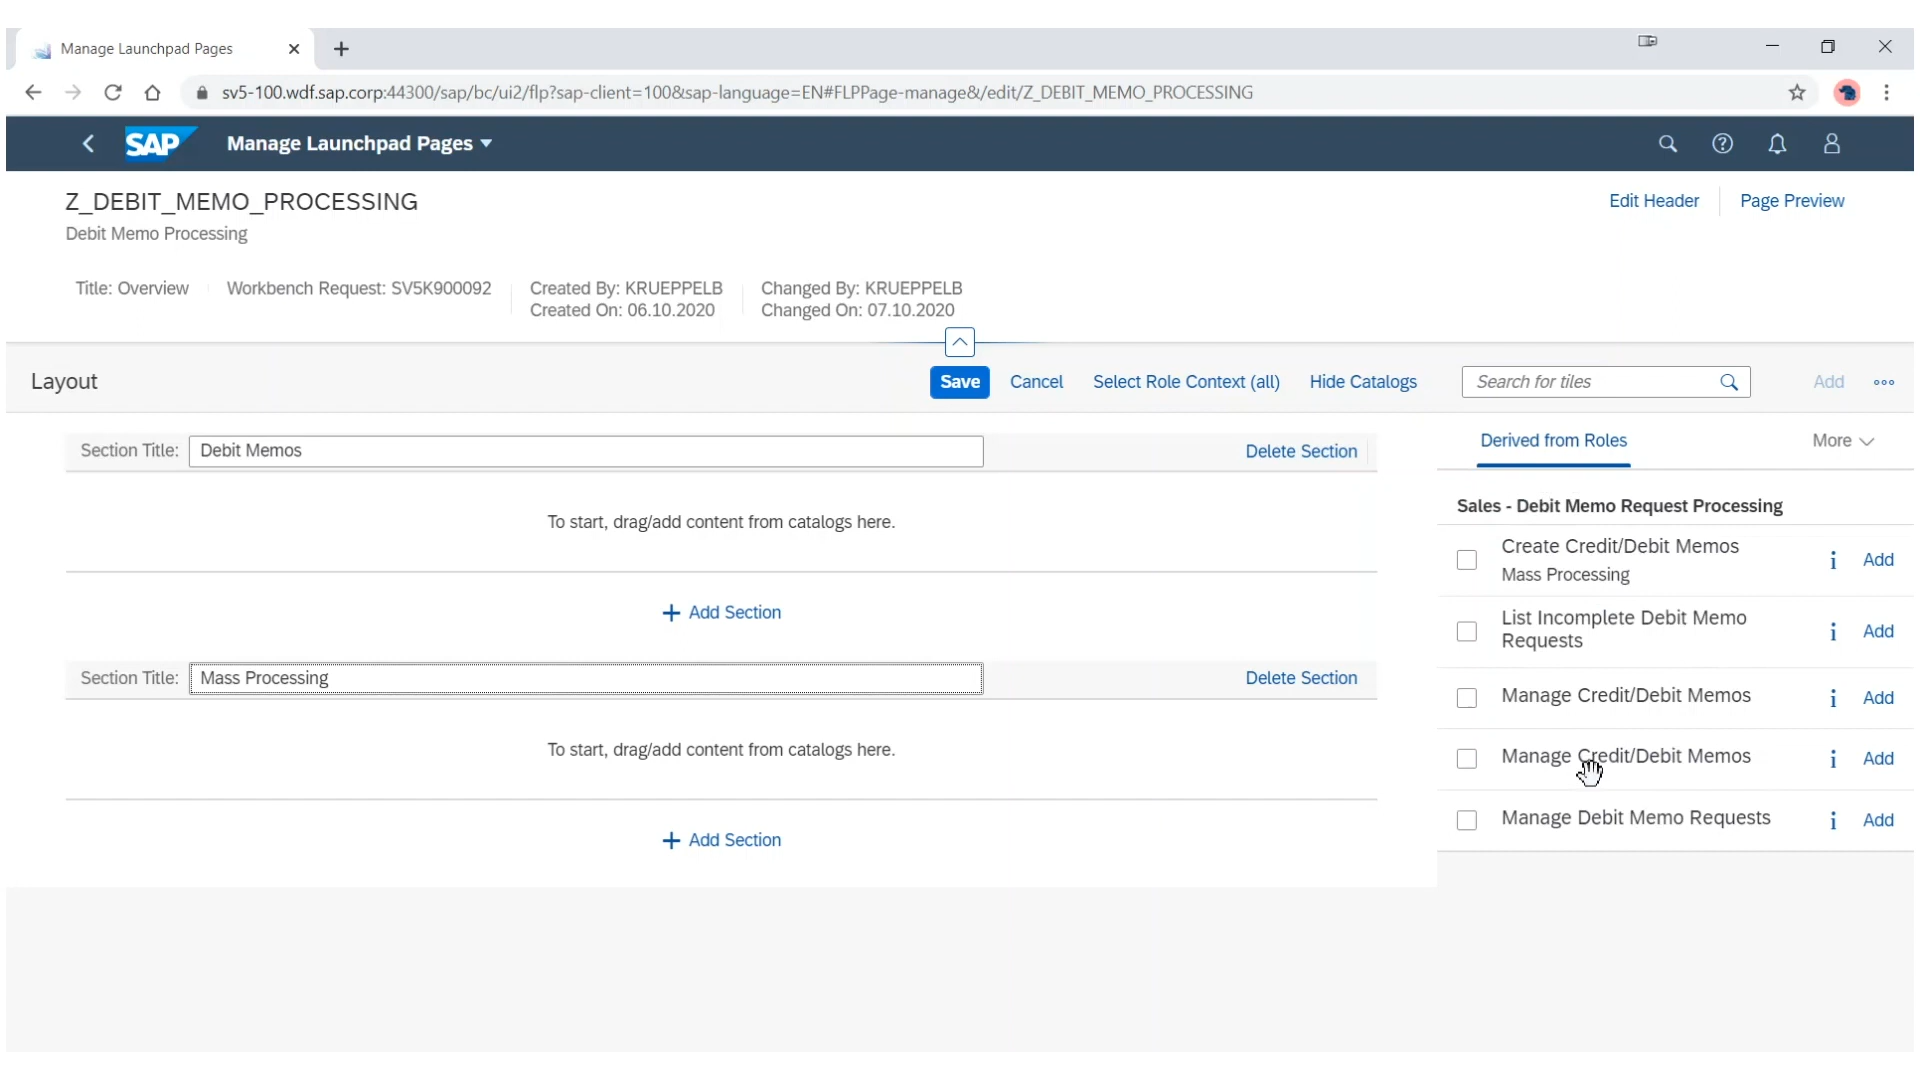 Manage Launchpad Pages
sv5-100.wdf.sap.corp:44300/sap/bc/ui2/flp?sap-client=100&sap-language=EN#FLPPage-manage&/edit/Z_DEBIT_MEMO_PROCESSING
SAP Manage Launchpad Pages
Z_DEBIT_MEMO_PROCESSING
Edit Header Page Preview
Debit Memo Processing
Title: Overview Workbench Request: SV5K900092 Created By: KRUEPPELB Changed By: KRUEPPELB
Created On: 06.10.2020 Changed On: 07.10.2020
Layout Save Cancel Select Role Context (all) Hide Catalogs Search for tiles Add
Section Title: Debit Memos Delete Section
To start, drag/add content from catalogs here.
+ Add Section
Section Title: Mass Processing Delete Section
To start, drag/add content from catalogs here.
+ Add Section
Derived from Roles More
Sales - Debit Memo Request Processing
Create Credit/Debit Memos
Mass Processing
i Add
List Incomplete Debit Memo
Requests
i Add
Manage Credit/Debit Memos i Add
Manage Credit/Debit Memos i Add
Manage Debit Memo Requests i Add